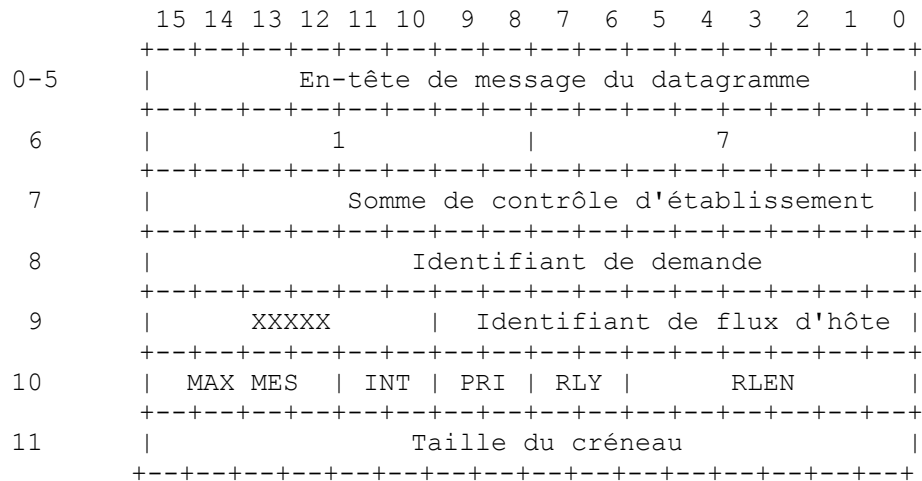 15 14 13 12 11 10  9  8  7  6  5  4  3  2  1  0
         +--+--+--+--+--+--+--+--+--+--+--+--+--+--+--+--+
0-5      |          En-tête de message du datagramme     |
         +--+--+--+--+--+--+--+--+--+--+--+--+--+--+--+--+
 6       |           1           |           7           |
         +--+--+--+--+--+--+--+--+--+--+--+--+--+--+--+--+
 7       |             Somme de contrôle d'établissement |
         +--+--+--+--+--+--+--+--+--+--+--+--+--+--+--+--+
 8       |                Identifiant de demande         |
         +--+--+--+--+--+--+--+--+--+--+--+--+--+--+--+--+
 9       |      XXXXX      | Identifiant de flux d'hôte  |
         +--+--+--+--+--+--+--+--+--+--+--+--+--+--+--+--+
10       |  MAX MES  | INT | PRI | RLY |      RLEN       |
         +--+--+--+--+--+--+--+--+--+--+--+--+--+--+--+--+
11       |                Taille du créneau              |
         +--+--+--+--+--+--+--+--+--+--+--+--+--+--+--+--+